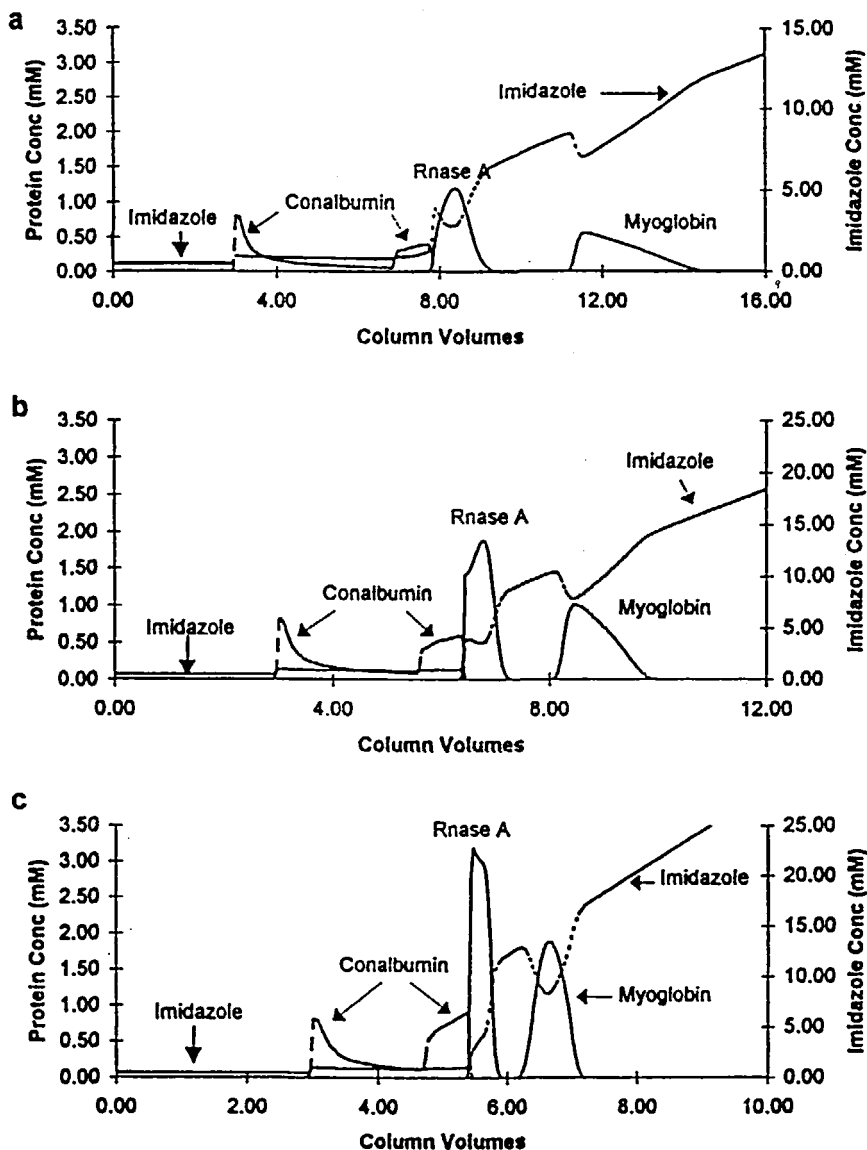 a
Protein Conc (mM)
3.50
3.00
2.50
2.00
1.50
1.00
0.50
0.00
Imidazole
Conalbumin
Rnase A
Imidazole
Myoglobin
15.00
10.00
5.00
0.00
Imidazole Conc (mM)
0.00 4.00 8.00 12.00 16.00
Column Volumes
b
Protein Conc (mM)
3.50
3.00
2.50
2.00
1.50
1.00
0.50
0.00
Imidazole
Conalbumin
Rnase A
Imidazole
Myoglobin
25.00
20.00
15.00
10.00
5.00
0.00
Imidazole Conc (mM)
0.00 4.00 8.00 12.00
Column Volumes
c
Protein Conc (mM)
3.50
3.00
2.50
2.00
1.50
1.00
0.50
0.00
Imidazole
Conalbumin
Rnase A
Imidazole
Myoglobin
25.00
20.00
15.00
10.00
5.00
0.00
Imidazole Conc (mM)
0.00 2.00 4.00 6.00 8.00 10.00
Column Volumes